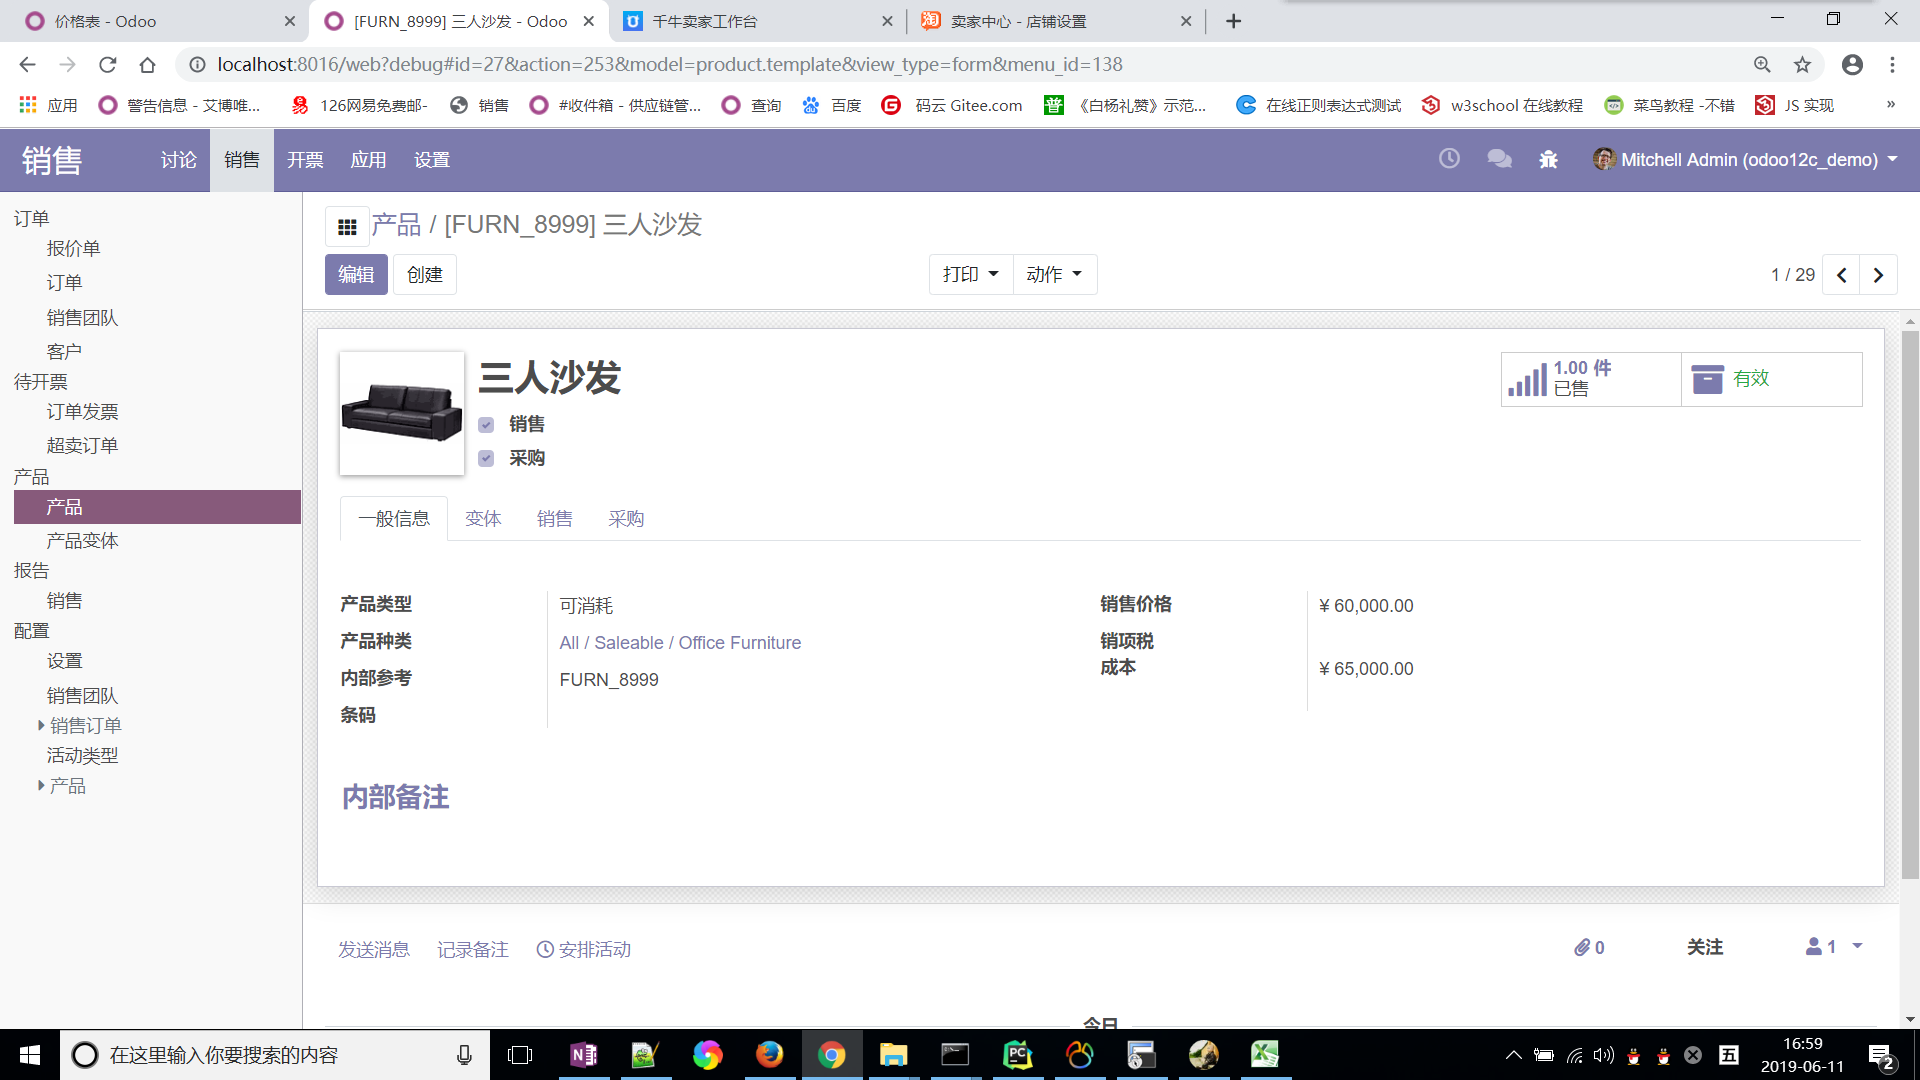 价格表 - Odoo
[FURN_8999] 三人沙发 - Odoo
千牛卖家工作台
卖家中心 - 店铺设置
localhost:8016/web?debug#id=27&action=253&model=product.template&view_type=form&menu_id=138
应用
警告信息 - 艾博唯...
126网易免费邮-
销售
#收件箱 - 供应链管...
查询
百度
码云 Gitee.com
《白杨礼赞》示范...
在线正则表达式测试
w3school 在线教程
菜鸟教程 -不错
JS 实现
»
销售
讨论
销售
开票
应用
设置
Mitchell Admin (odoo12c_demo)
订单
报价单
订单
销售团队
客户
待开票
订单发票
超卖订单
产品
产品
产品变体
报告
销售
配置
设置
销售团队
销售订单
活动类型
产品
产品 / [FURN_8999] 三人沙发
编辑
创建
打印
动作
1 / 29
三人沙发
销售
采购
1.00 件
已售
有效
一般信息
变体
销售
采购
产品类型
可消耗
产品种类
All / Saleable / Office Furniture
内部参考
FURN_8999
条码
销售价格
¥ 60,000.00
销项税
成本
¥ 65,000.00
内部备注
发送消息
记录备注
安排活动
0
关注
1
今日
在这里输入你要搜索的内容
五
16:59
2019-06-11
2